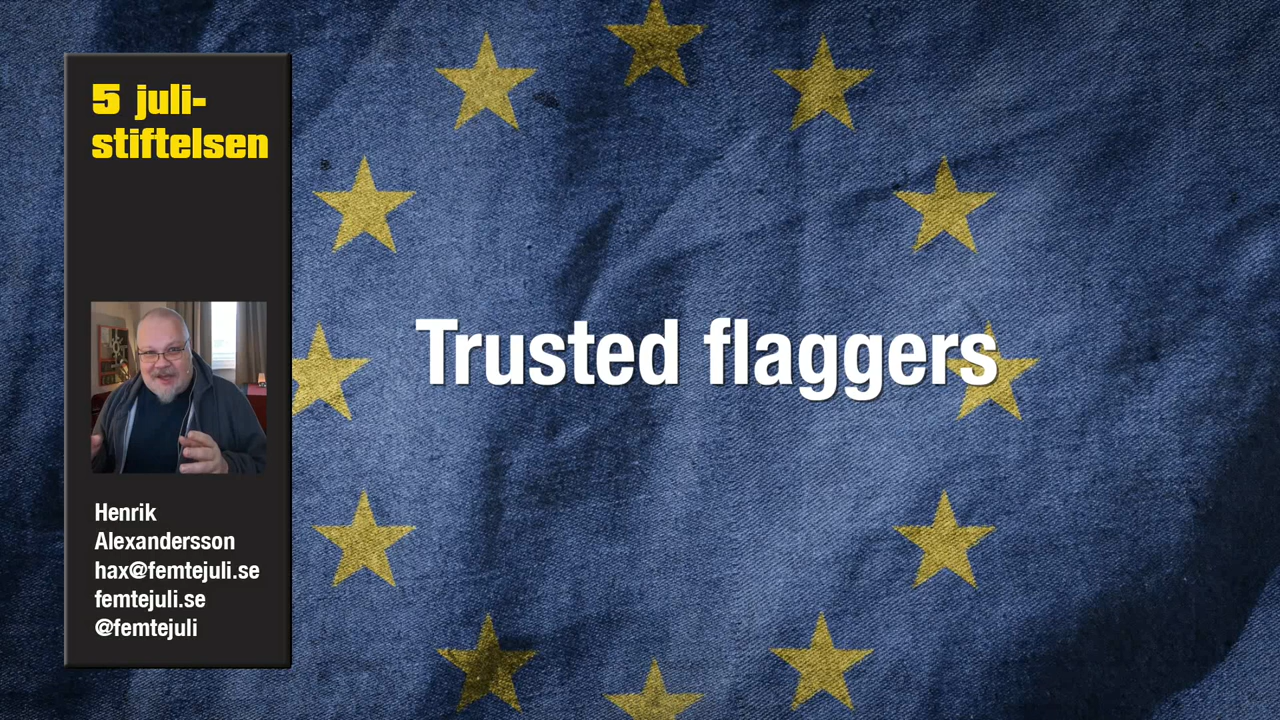 5 juli-
stiftelsen
Trusted flaggers
Henrik
Alexandersson
hax@femtejuli.se
femtejuli.se
@femtejuli